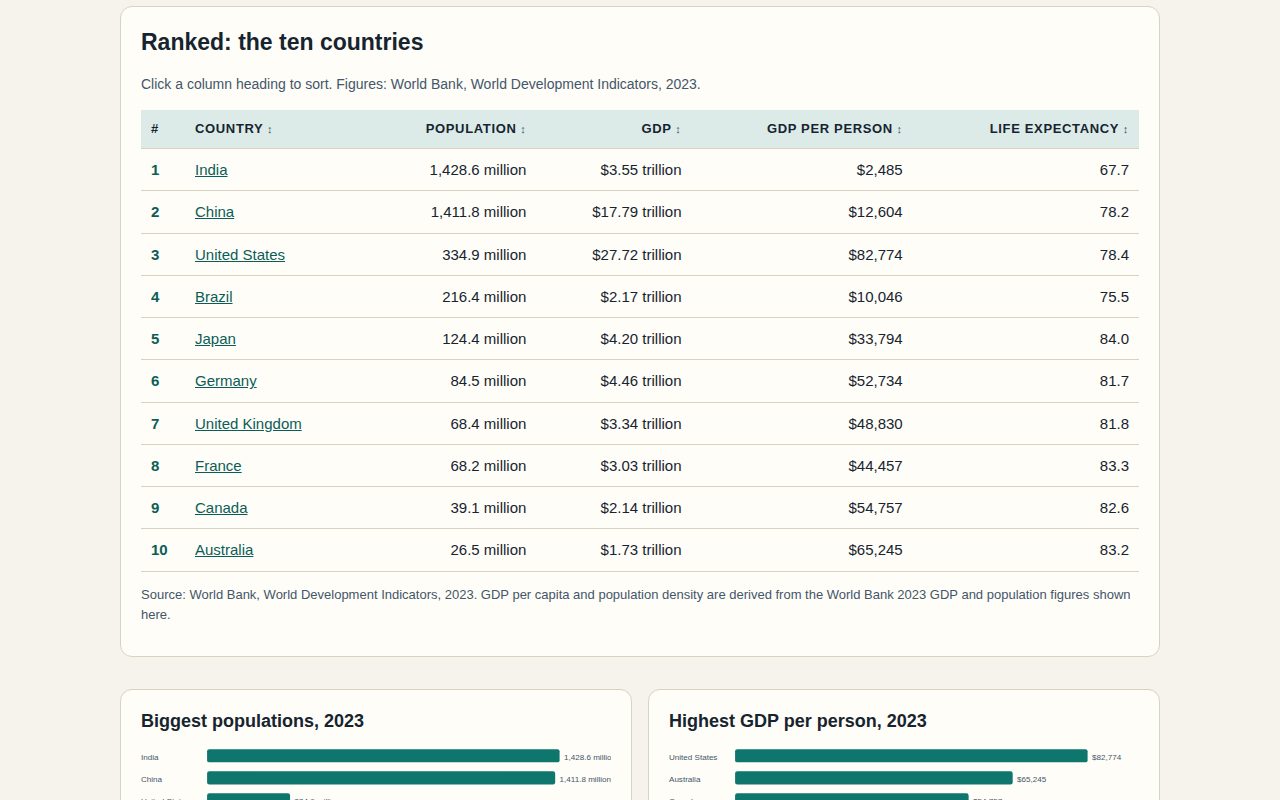 Ranked: the ten countries
Click a column heading to sort. Figures: World Bank, World Development Indicators, 2023.
# COUNTRY ↕ POPULATION ↕ GDP ↕ GDP PER PERSON ↕ LIFE EXPECTANCY ↕
1 India 1,428.6 million $3.55 trillion $2,485 67.7
2 China 1,411.8 million $17.79 trillion $12,604 78.2
3 United States 334.9 million $27.72 trillion $82,774 78.4
4 Brazil 216.4 million $2.17 trillion $10,046 75.5
5 Japan 124.4 million $4.20 trillion $33,794 84.0
6 Germany 84.5 million $4.46 trillion $52,734 81.7
7 United Kingdom 68.4 million $3.34 trillion $48,830 81.8
8 France 68.2 million $3.03 trillion $44,457 83.3
9 Canada 39.1 million $2.14 trillion $54,757 82.6
10 Australia 26.5 million $1.73 trillion $65,245 83.2
Source: World Bank, World Development Indicators, 2023. GDP per capita and population density are derived from the World Bank 2023 GDP and population figures shown
here.
Biggest populations, 2023
India 1,428.6 millio
China 1,411.8 million
Highest GDP per person, 2023
United States $82,774
Australia $65,245